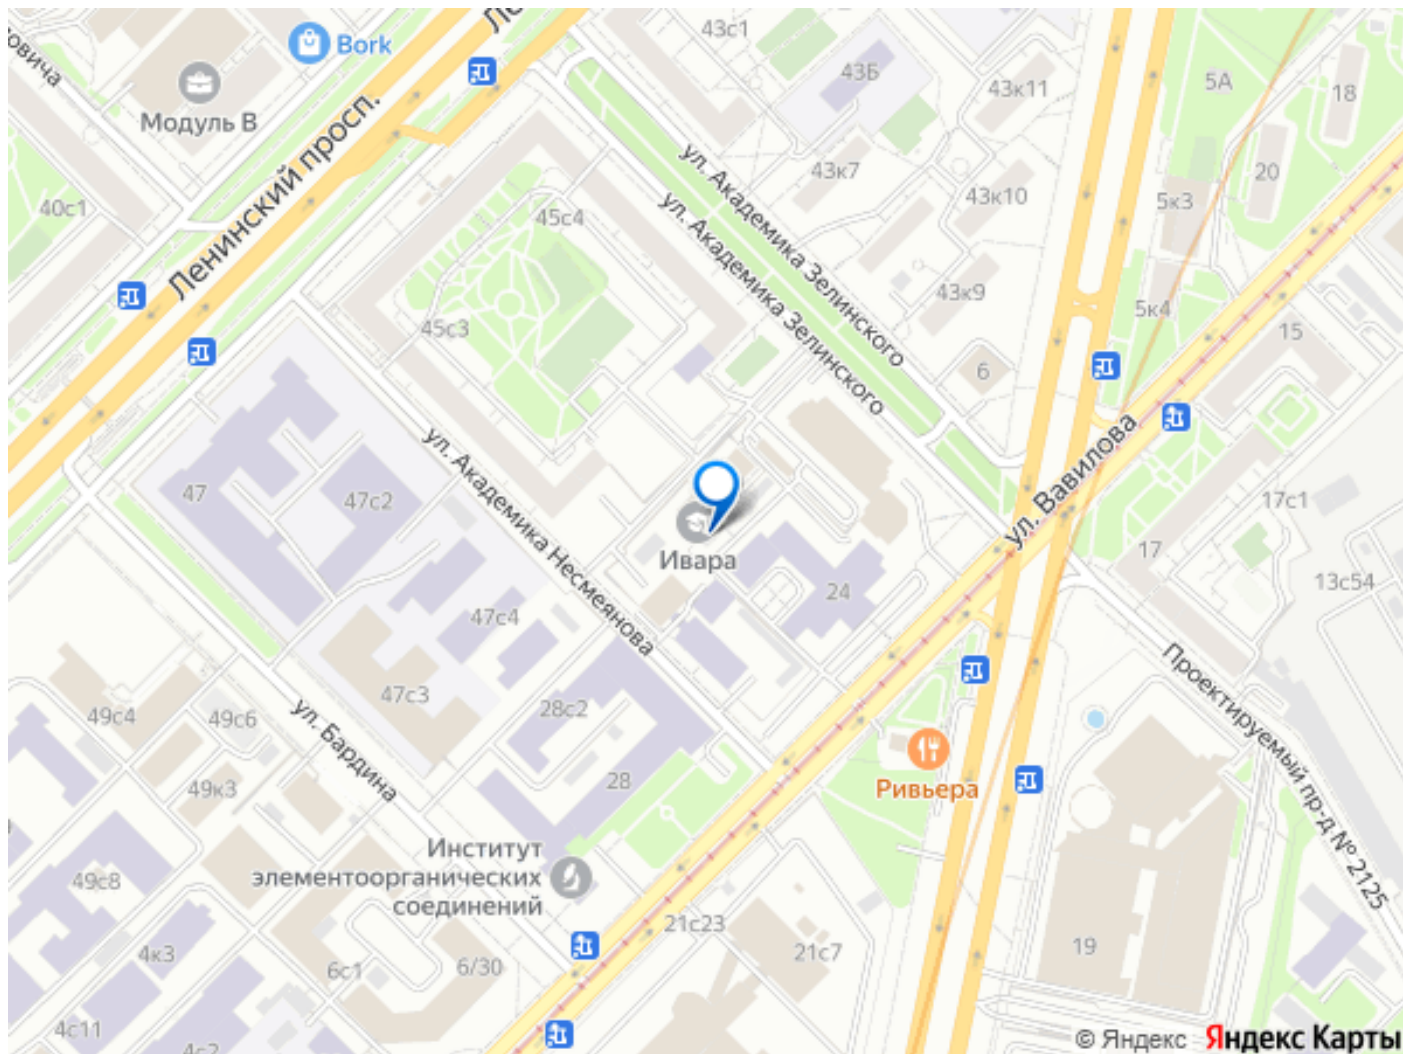 43с1
Bork
43Б
5А
18
43к11
Модуль В
Ленинский просп.
ул. Академика Зелинского
43к7
20
40с1
45с4
43к10
5к3
ул. Академика Зелинского
43к9
5к4
45с3
15
6
ул. Вавилова
ул. Академика Несмеянова
47
47с2
17с1
Ивара
17
13с54
24
47с4
47с3
28с2
Проектируемый пр-д № 2125
49с4
49с6
ул. Бардина
28
Ривьера
49к3
Институт
элементоорганических
соединений
49с8
21с23
4к3
6с1
6/30
21с7
19
4с11
© Яндекс
Яндекс Карты